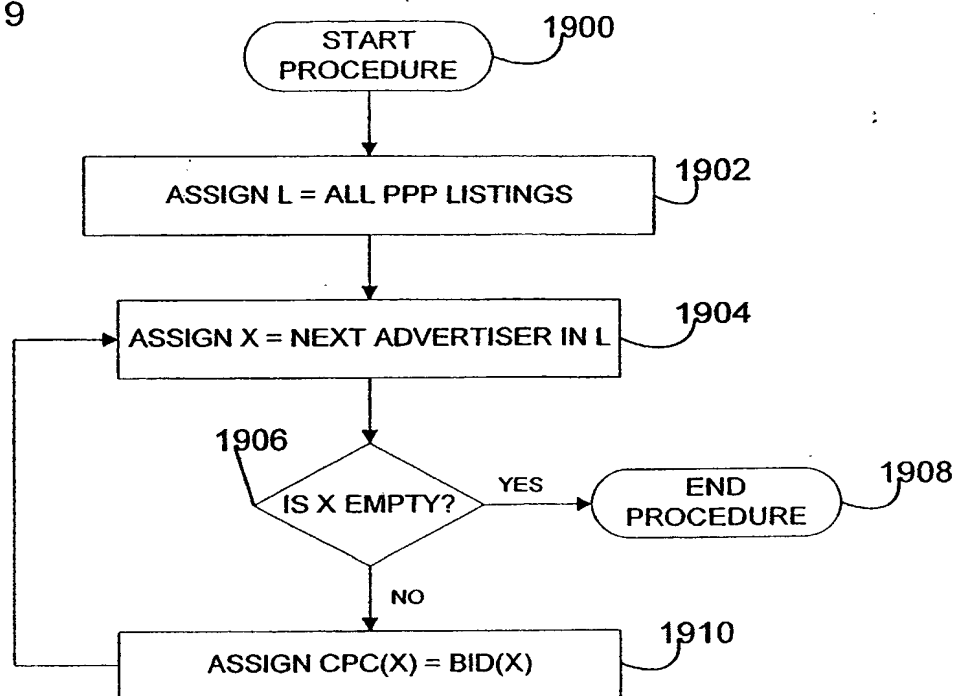 9
1900
START
PROCEDURE
1902
ASSIGN L = ALL PPP LISTINGS
1904
ASSIGN X = NEXT ADVERTISER IN L
1906
IS X EMPTY?
YES
END
PROCEDURE
1908
NO
1910
ASSIGN CPC(X) = BID(X)